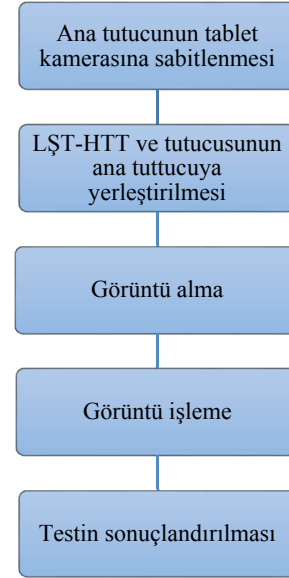 Ana tutucunun tablet
kamerasına sabitlenmesi
LŞT-HTT ve tutucusunun
ana tuttucuya
yerleştirilmesi
Görüntü alma
Görüntü işleme
Testin sonuçlandırılması